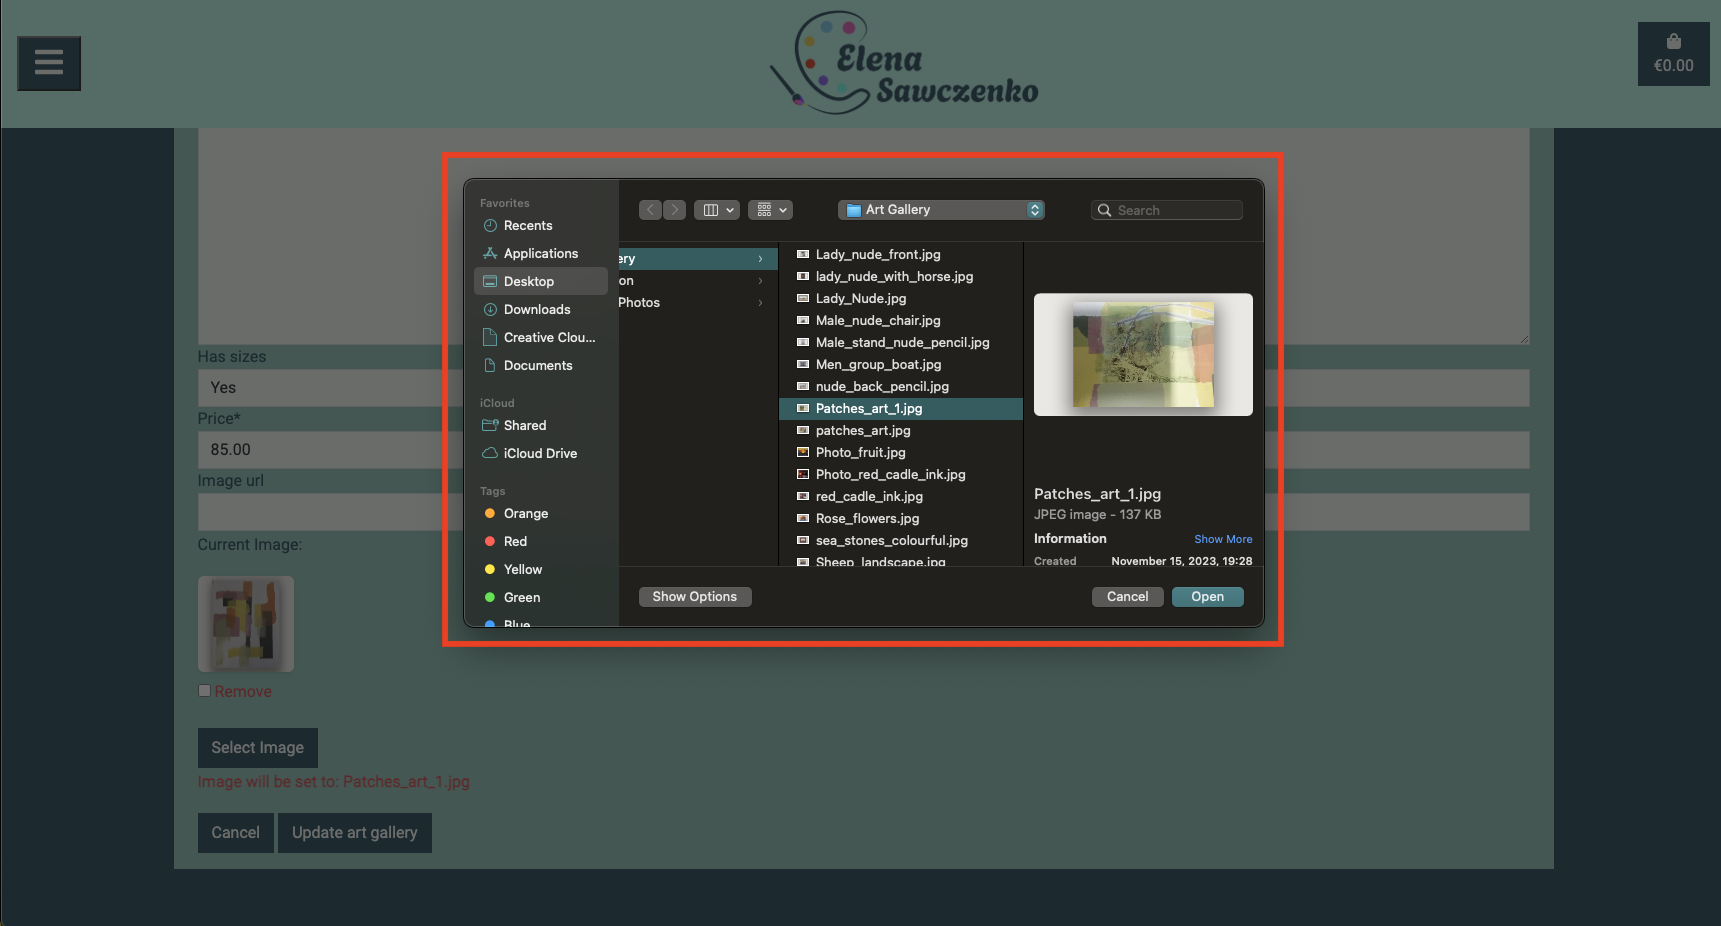 Elena
Sawczenko
€0.00
Favorites
Recents
Applications
Desktop
Downloads
Creative Clou...
Documents
iCloud
Shared
iCloud Drive
Tags
Orange
Red
Yellow
Green
Blue
Art Gallery
Search
ery
on
Photos
Lady_nude_front.jpg
lady_nude_with_horse.jpg
Lady_Nude.jpg
Male_nude_chair.jpg
Male_stand_nude_pencil.jpg
Men_group_boat.jpg
nude_back_pencil.jpg
Patches_art_1.jpg
patches_art.jpg
Photo_fruit.jpg
Photo_red_cadle_ink.jpg
red_cadle_ink.jpg
Rose_flowers.jpg
sea_stones_colourful.jpg
Sheep_landscape.jpg
Patches_art_1.jpg
JPEG image - 137 KB
Information Show More
Created November 15, 2023, 19:28
Show Options
Cancel
Open
Has sizes
Yes
Price*
85.00
Image url
Current Image:
Remove
Select Image
Image will be set to: Patches_art_1.jpg
Cancel
Update art gallery